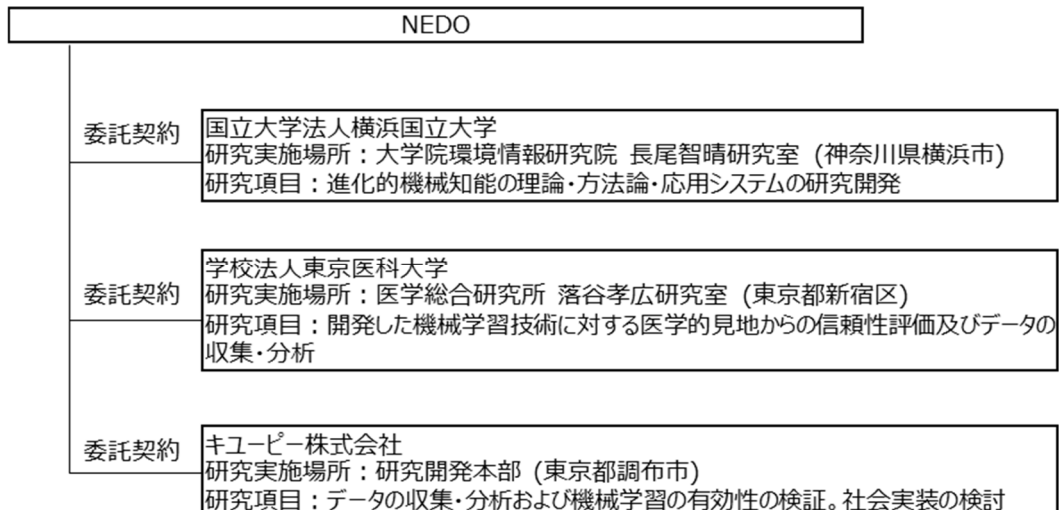 NEDO
委託契約
国立大学法人横浜国立大学
研究実施場所：大学院環境情報研究院 長尾智晴研究室 (神奈川県横浜市)
研究項目：進化的機械知能の理論・方法論・応用システムの研究開発
委託契約
学校法人東京医科大学
研究実施場所：医学総合研究所 落谷孝広研究室 (東京都新宿区)
研究項目：開発した機械学習技術に対する医学的見地からの信頼性評価及びデータの
収集・分析
委託契約
キユーピー株式会社
研究実施場所：研究開発本部 (東京都調布市)
研究項目：データの収集・分析および機械学習の有効性の検証。社会実装の検討